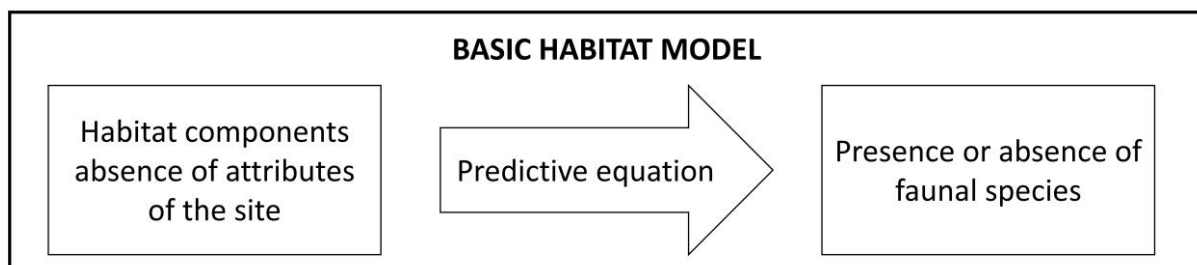 BASIC HABITAT MODEL
Habitat components
absence of attributes
of the site
Predictive equation
Presence or absence of
faunal species